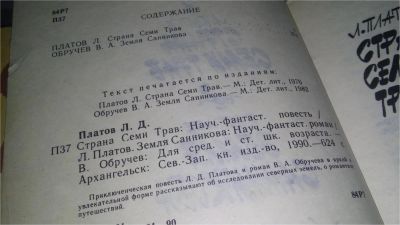 84Р7
П37
СОДЕРЖАНИЕ
ПЛАТОВ Л. Страна Семи Трав
ОБРУЧЕВ В. А. Земля Санникова
Текст печатается по изданиям:
Платов Л. Страна Семи Трав.— М.: Дет. лит., 1976
Обручев В. А. Земля Санникова.— М.: Дет. лит., 1982
Платов Л. Д.
П37 Страна Семи Трав: Науч.-фантаст. повесть /
Л. Платов. Земля Санникова: Науч.-фантаст. роман /
В. Обручев: Для сред. и ст. шк. возраста.—
Архангельск: Сев.-Зап. кн. изд-во, 1990.—624 с
Приключенческая повесть Л. Д. Платова и роман В. А. Обручева в яркой
увлекательной форме рассказывают об исследовании северных земель, о романтике
путешествий.
84Р7
90
Л. ПЛАТОВ
СТРА
СЕМ
ТР